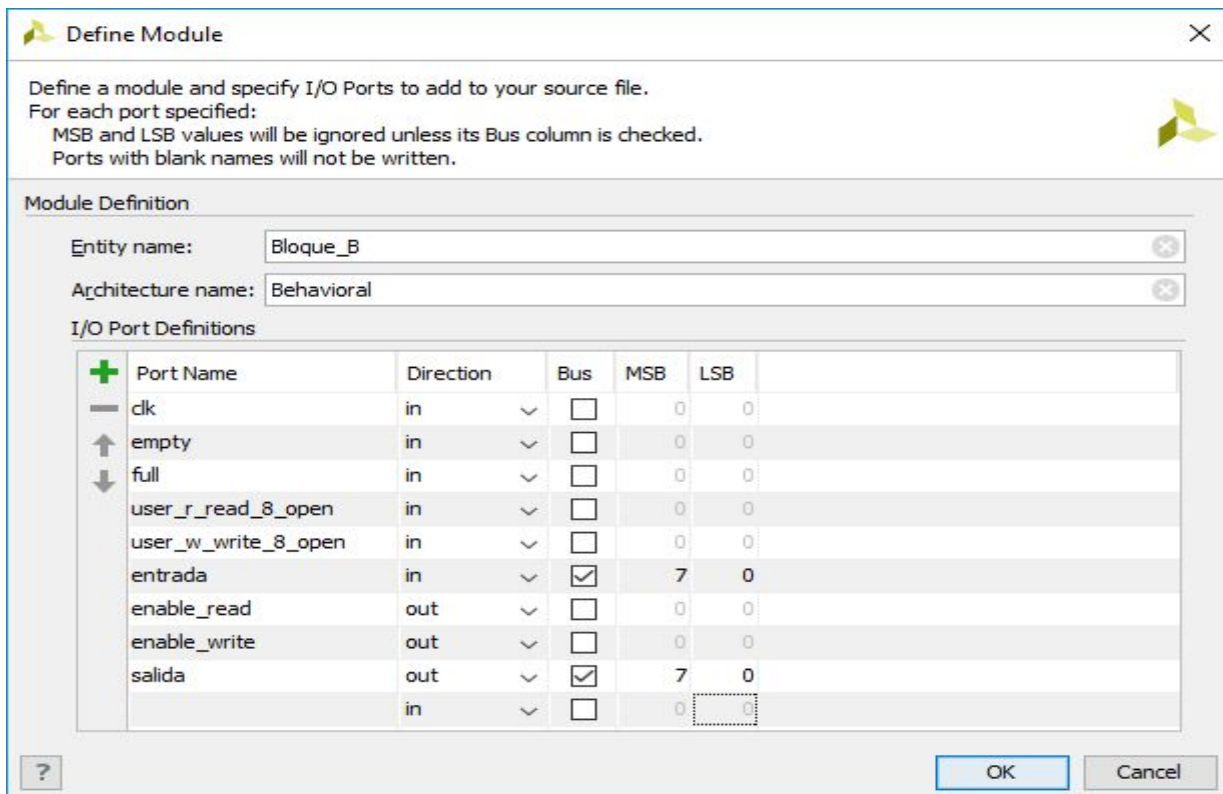 Define Module
Define a module and specify I/O Ports to add to your source file.
For each port specified:
MSB and LSB values will be ignored unless its Bus column is checked.
Ports with blank names will not be written.
Module Definition
Entity name: Bloque_B
Architecture name: Behavioral
I/O Port Definitions
Port Name Direction Bus MSB LSB
clk in 0 0
empty in 0 0
full in 0 0
user_r_read_8_open in 0 0
user_w_write_8_open in 0 0
entrada in 7 0
enable_read out 0 0
enable_write out 0 0
salida out 7 0
in 0 0
? OK Cancel